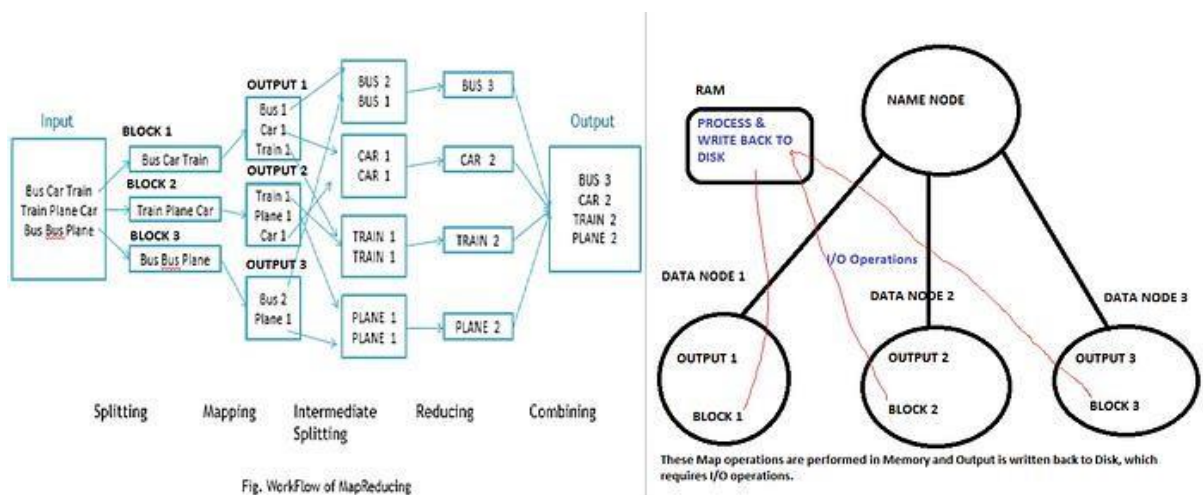 Input
Bus Car Train
Train Plane Car
Bus Bus Plane
BLOCK 1
Bus Car Train
BLOCK 2
Train Plane Car
BLOCK 3
Bus Bus Plane
OUTPUT 1
Bus 1
Car 1
Train 1
OUTPUT 2
Train 1
Plane 1
Car 1
OUTPUT 3
Bus 2
Plane 1
BUS 2
BUS 1
CAR 1
CAR 1
TRAIN 1
TRAIN 1
PLANE 1
PLANE 1
BUS 3
CAR 2
TRAIN 2
PLANE 2
Output
BUS 3
CAR 2
TRAIN 2
PLANE 2
Splitting
Mapping
Intermediate
Splitting
Reducing
Combining
Fig. WorkFlow of MapReducing
RAM
PROCESS &
WRITE BACK TO
DISK
NAME NODE
I/O Operations
DATA NODE 1
DATA NODE 2
DATA NODE 3
OUTPUT 1
BLOCK 1
OUTPUT 2
BLOCK 2
OUTPUT 3
BLOCK 3
These Map operations are performed in Memory and Output is written back to Disk, which
requires I/O operations.